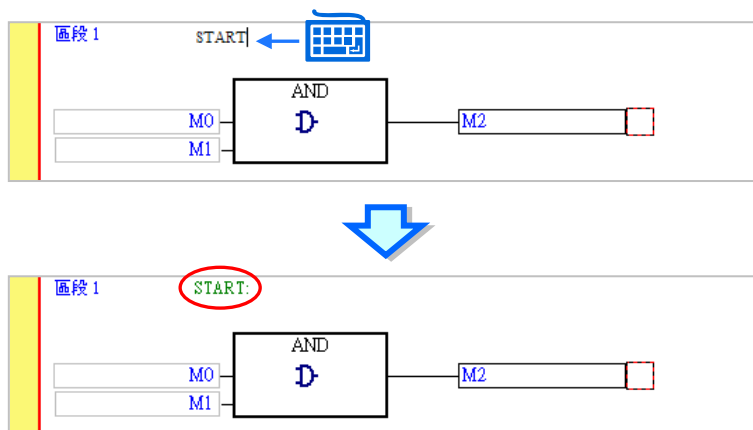 區段 1 START
AND
M0 M2
M1
區段 1 START:
AND
M0 M2
M1